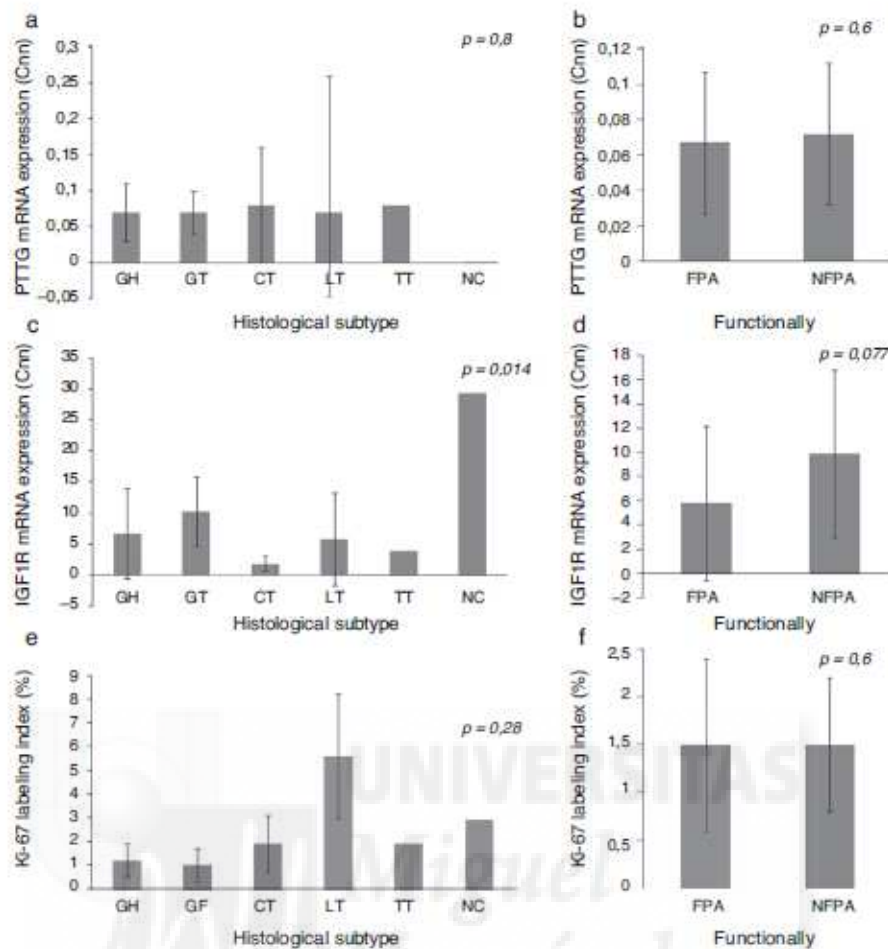 a
PTTG mRNA expression (Cnn)
0,3
0,25
0,2
0,15
0,1
0,05
0
−0,05
p = 0,8
GH GT CT LT TT NC
Histological subtype
b
PTTG mRNA expression (Cnn)
0,12
0,1
0,08
0,06
0,04
0,02
0
p = 0,6
FPA NFPA
Functionally
c
IGF1R mRNA expression (Cnn)
35
30
25
20
15
10
5
0
−5
p = 0,014
GH GT CT LT TT NC
Histological subtype
d
IGF1R mRNA expression (Cnn)
18
16
14
12
10
8
6
4
2
0
−2
p = 0,077
FPA NFPA
Functionally
e
Ki-67 labeling index (%)
9
8
7
6
5
4
3
2
1
0
p = 0,28
GH GF CT LT TT NC
Histological subtype
f
Ki-67 labeling index (%)
2,5
2
1,5
1
0,5
0
p = 0,6
FPA NFPA
Functionally
UNIVERSITAS
Miguel